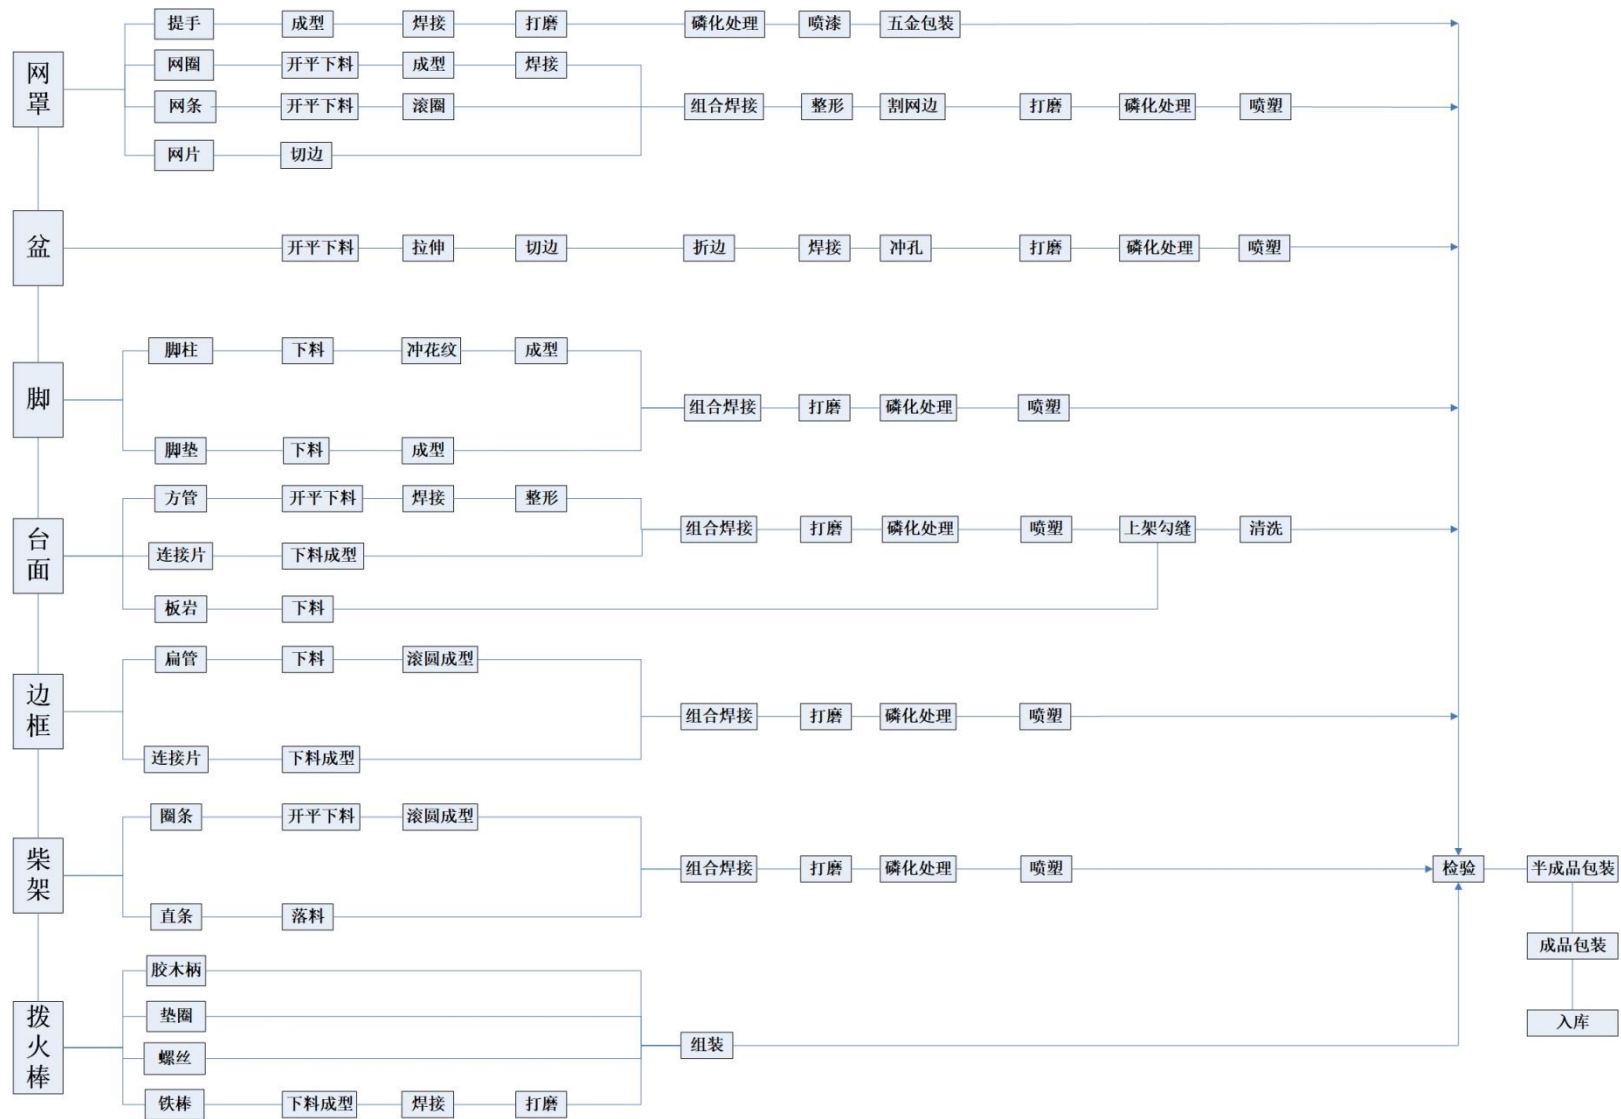 网罩
提手 成型 焊接 打磨 磷化处理 喷漆 五金包装
网圈 开平下料 成型 焊接
网条 开平下料 滚圈 组合焊接 整形 割网边 打磨 磷化处理 喷塑
网片 切边
盆 开平下料 拉伸 切边 折边 焊接 冲孔 打磨 磷化处理 喷塑
脚
脚柱 下料 冲花纹 成型
组合焊接 打磨 磷化处理 喷塑
脚垫 下料 成型
台面
方管 开平下料 焊接 整形
组合焊接 打磨 磷化处理 喷塑 上架勾缝 清洗
连接片 下料成型
板岩 下料
边框
扁管 下料 滚圆成型
组合焊接 打磨 磷化处理 喷塑
连接片 下料成型
柴架
圈条 开平下料 滚圆成型
组合焊接 打磨 磷化处理 喷塑 检验 半成品包装
直条 落料
成品包装
入库
拨火棒
胶木柄
垫圈
组装
螺丝
铁棒 下料成型 焊接 打磨